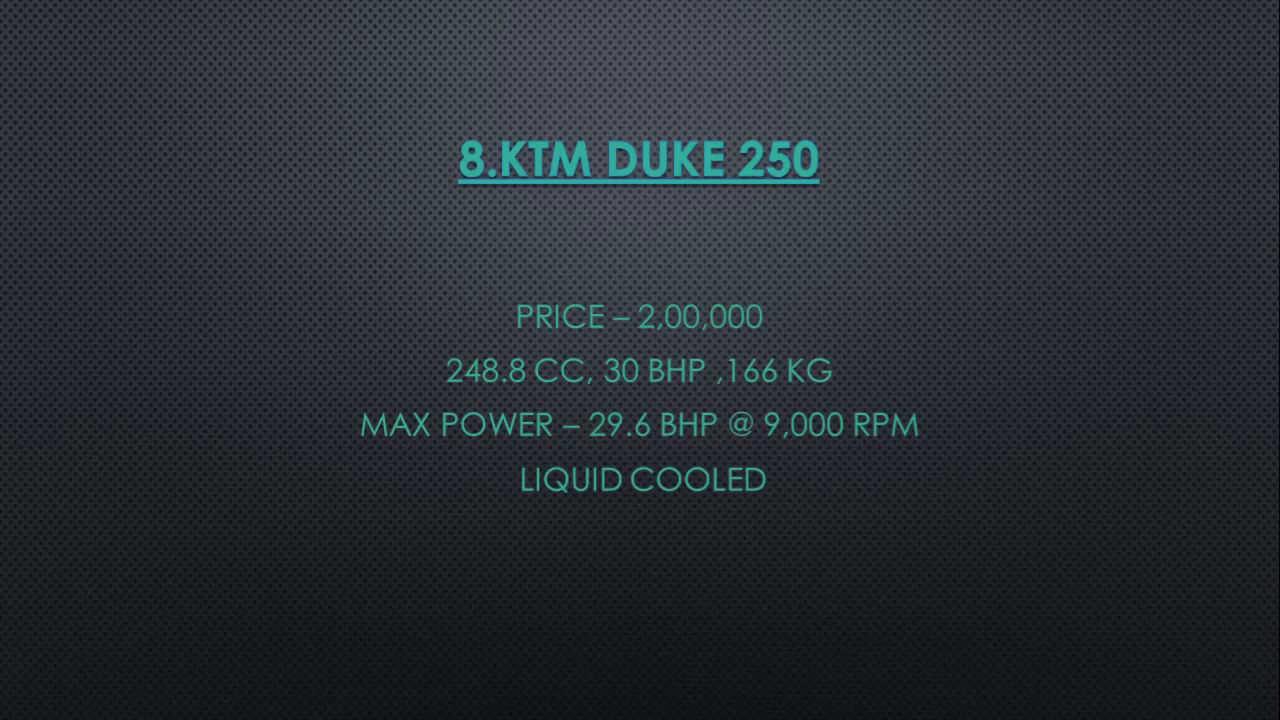 8.KTM DUKE 250
PRICE – 2,00,000
248.8 CC, 30 BHP ,166 KG
MAX POWER – 29.6 BHP @ 9,000 RPM
LIQUID COOLED